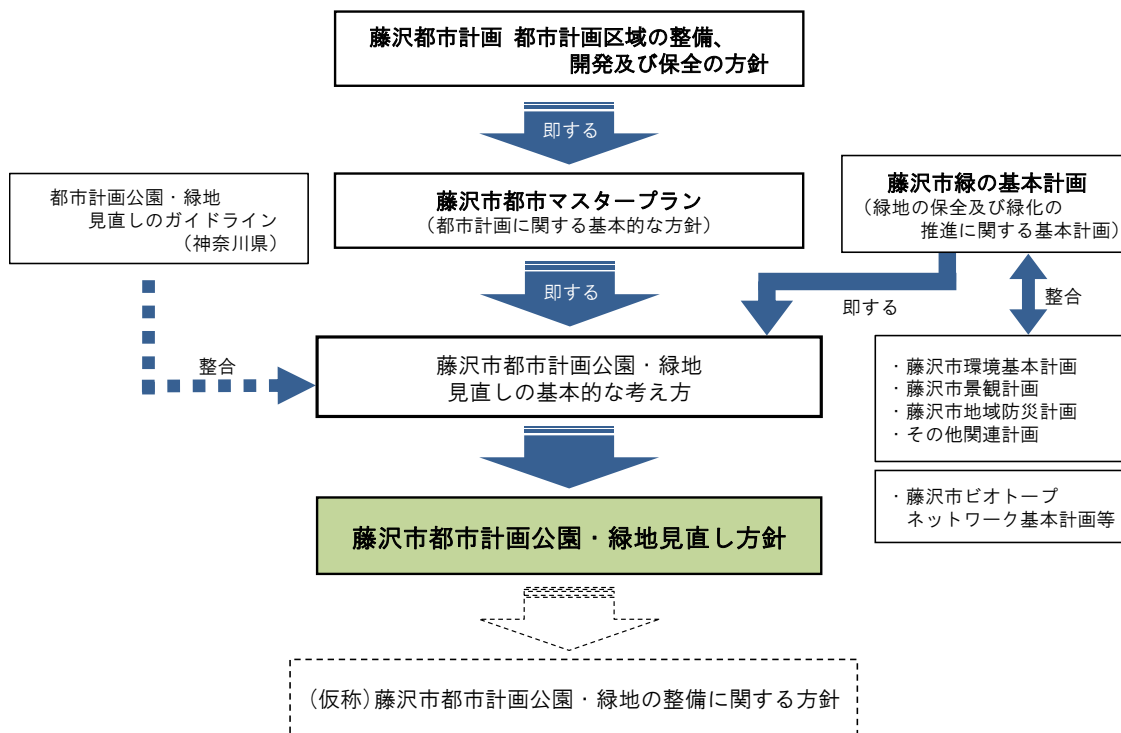 藤沢都市計画 都市計画区域の整備、
開発及び保全の方針
即する
都市計画公園・緑地
見直しのガイドライン
（神奈川県）
藤沢市都市マスタープラン
（都市計画に関する基本的な方針）
藤沢市緑の基本計画
（緑地の保全及び緑化の
推進に関する基本計画）
即する
即する
整合
整合
藤沢市都市計画公園・緑地
見直しの基本的な考え方
・藤沢市環境基本計画
・藤沢市景観計画
・藤沢市地域防災計画
・その他関連計画
・藤沢市ビオトープ
ネットワーク基本計画等
藤沢市都市計画公園・緑地見直し方針
（仮称）藤沢市都市計画公園・緑地の整備に関する方針